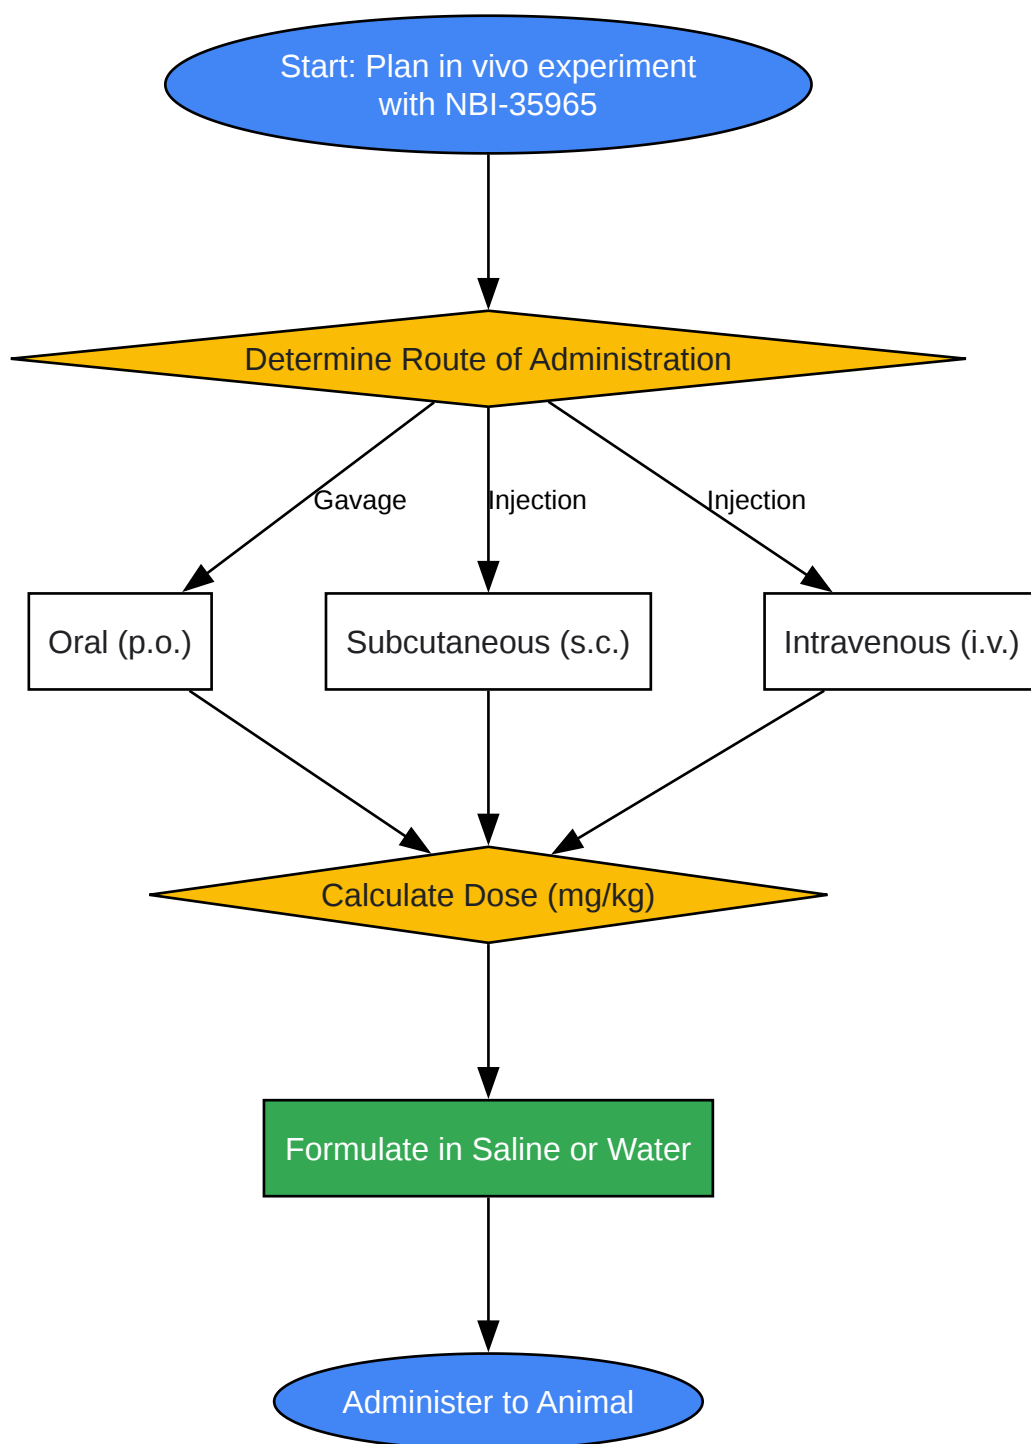 Start: Plan in vivo experiment
with NBI-35965
Determine Route of Administration
Gavage
Injection
Injection
Oral (p.o.)
Subcutaneous (s.c.)
Intravenous (i.v.)
Calculate Dose (mg/kg)
Formulate in Saline or Water
Administer to Animal